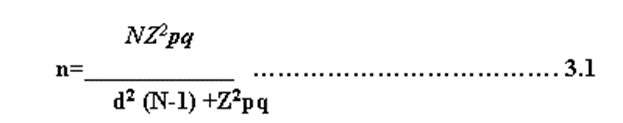 NZ²pq
n=____________ ………………………………. 3.1
d² (N-1) +Z²pq